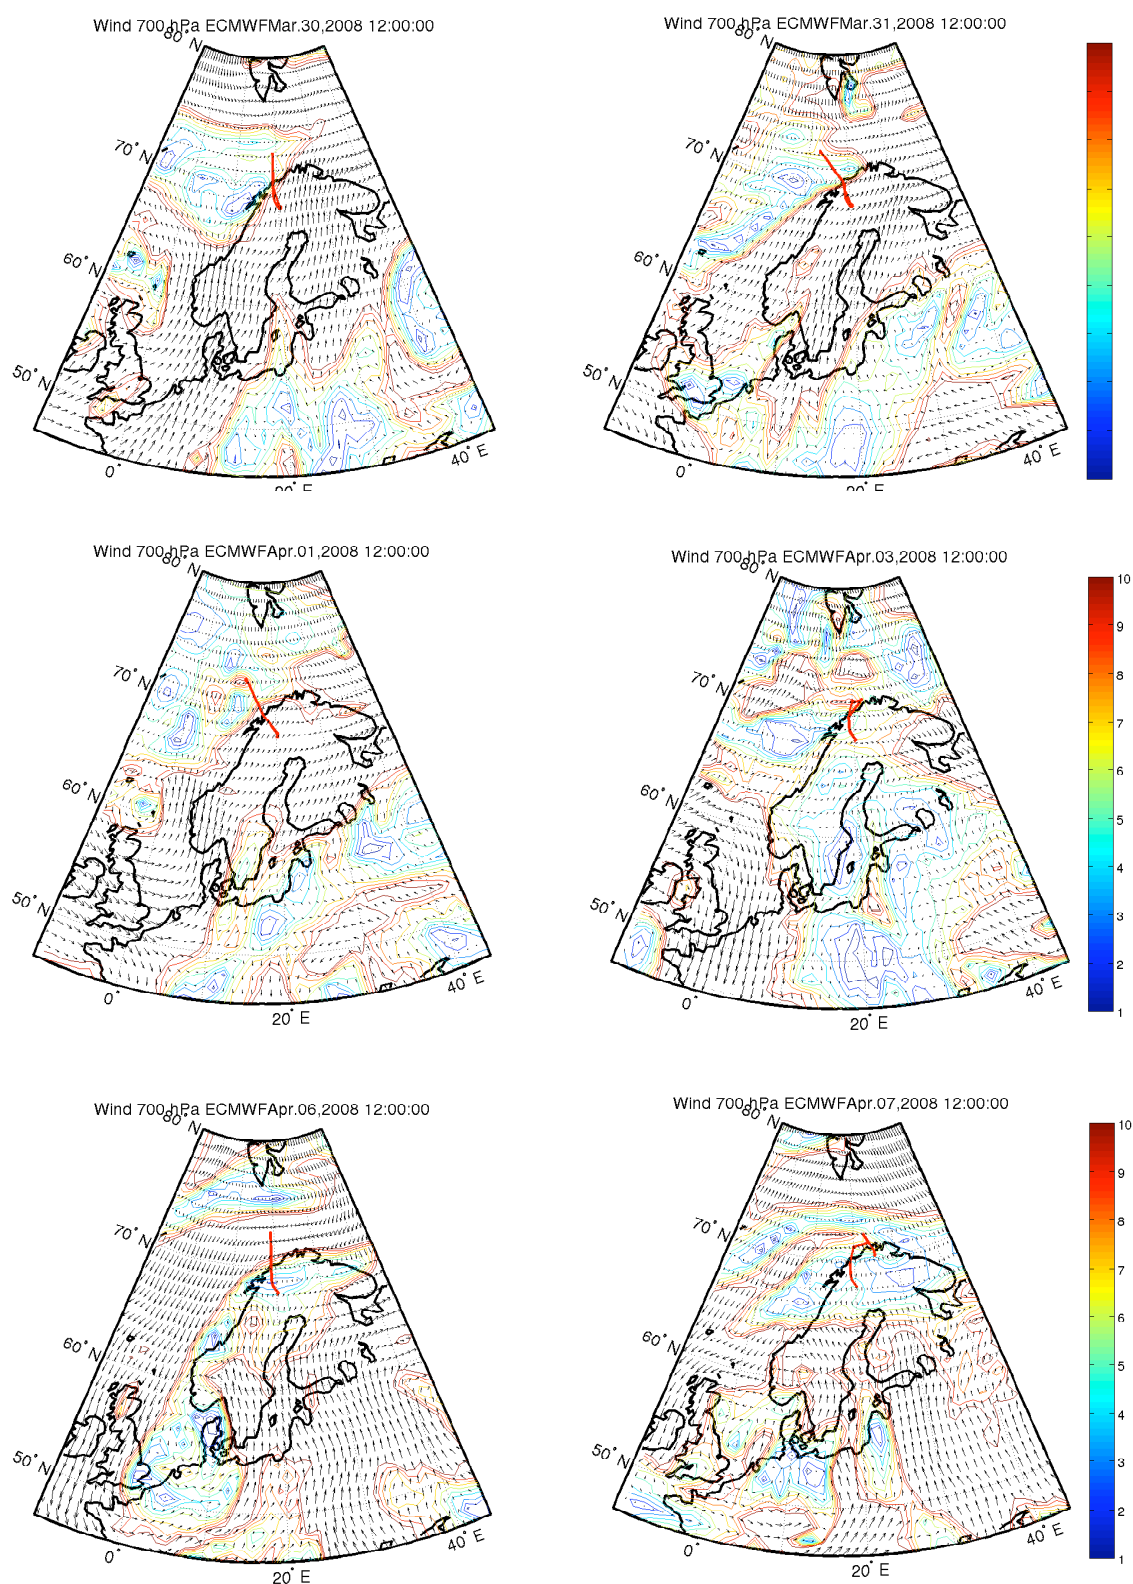 Wind 700 hPa ECMWFMar.30,2008 12:00:00
80° N
70° N
60° N
50° N
0°
20° E
40° E
Wind 700 hPa ECMWFMar.31,2008 12:00:00
80° N
70° N
60° N
50° N
0°
20° E
40° E
Wind 700 hPa ECMWFApr.01,2008 12:00:00
80° N
70° N
60° N
50° N
0°
20° E
40° E
Wind 700 hPa ECMWFApr.03,2008 12:00:00
80° N
70° N
60° N
50° N
0°
20° E
40° E
10
9
8
7
6
5
4
3
2
1
Wind 700 hPa ECMWFApr.06,2008 12:00:00
80° N
70° N
60° N
50° N
0°
20° E
40° E
Wind 700 hPa ECMWFApr.07,2008 12:00:00
80° N
70° N
60° N
50° N
0°
20° E
40° E
10
9
8
7
6
5
4
3
2
1